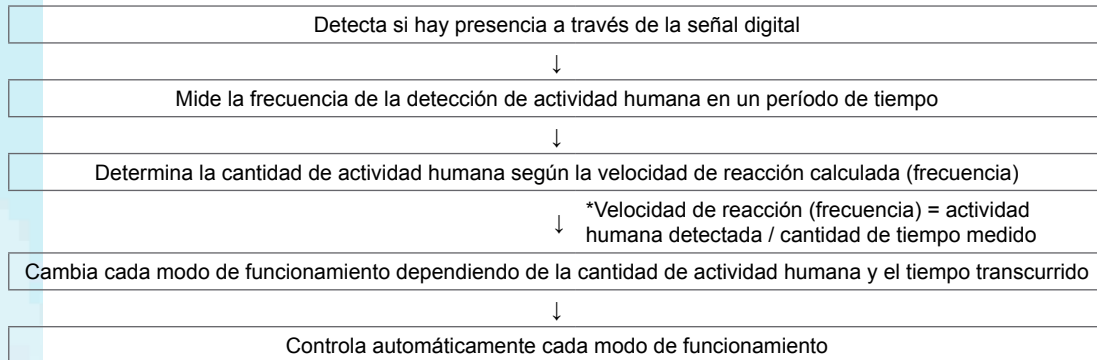 Detecta si hay presencia a través de la señal digital
↓
Mide la frecuencia de la detección de actividad humana en un período de tiempo
↓
Determina la cantidad de actividad humana según la velocidad de reacción calculada (frecuencia)
↓
*Velocidad de reacción (frecuencia) = actividad
humana detectada / cantidad de tiempo medido
Cambia cada modo de funcionamiento dependiendo de la cantidad de actividad humana y el tiempo transcurrido
↓
Controla automáticamente cada modo de funcionamiento